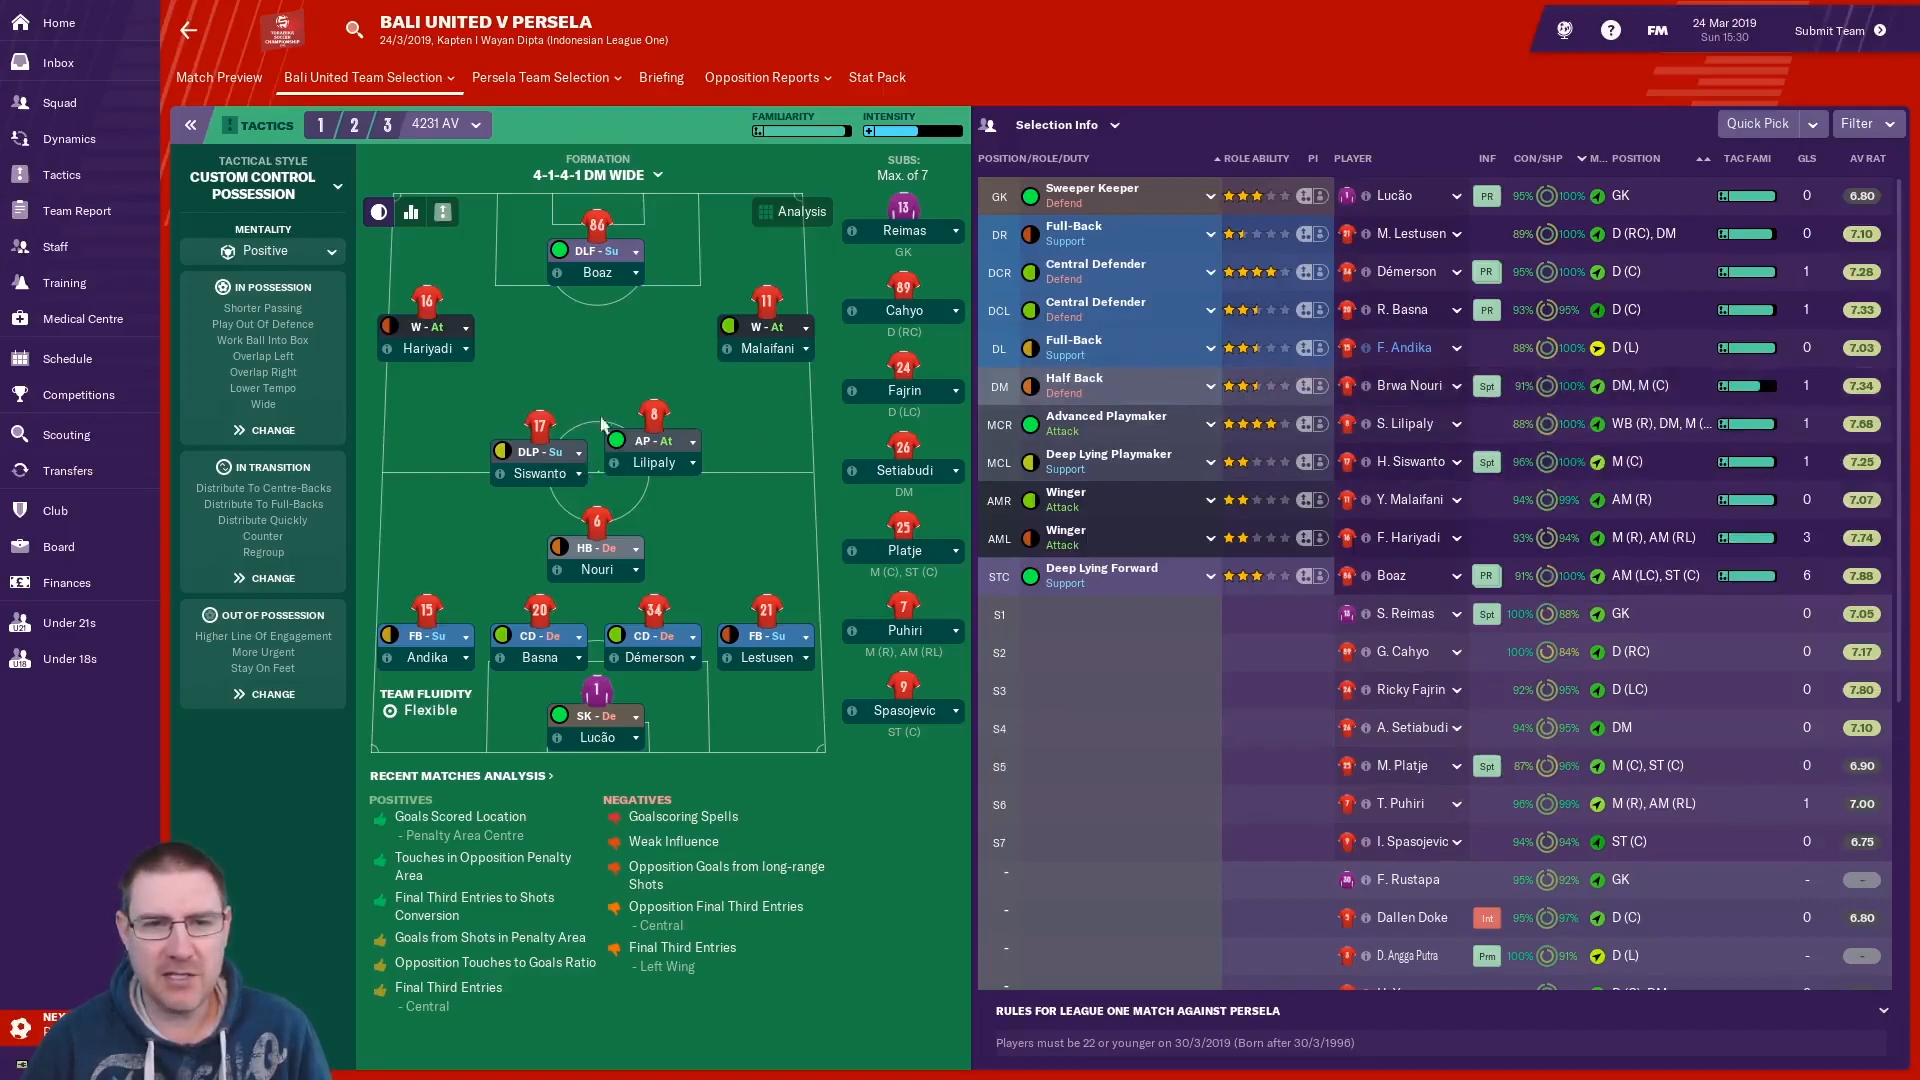 Home
Inbox
Squad
Dynamics
Tactics
Team Report
Staff
Training
Medical Centre
Schedule
Competitions
Scouting
Transfers
Club
Board
Finances
U21
Under 21s
U18
Under 18s
NEX
BALI UNITED V PERSELA
24/3/2019, Kapten I Wayan Dipta (Indonesian League One)
FM
24 Mar 2019
Sun 15:30
Submit Team
Match Preview
Bali United Team Selection
Persela Team Selection
Briefing
Opposition Reports
Stat Pack
TACTICS
1
2
3
4231 AV
FAMILIARITY
INTENSITY
TACTICAL STYLE
CUSTOM CONTROL
POSSESSION
MENTALITY
Positive
IN POSSESSION
Shorter Passing
Play Out Of Defence
Work Ball Into Box
Overlap Left
Overlap Right
Lower Tempo
Wide
CHANGE
IN TRANSITION
Distribute To Centre-Backs
Distribute To Full-Backs
Distribute Quickly
Counter
Regroup
CHANGE
OUT OF POSSESSION
Higher Line Of Engagement
More Urgent
Stay On Feet
CHANGE
FORMATION
4-1-4-1 DM WIDE
Analysis
86
DLF - Su
Boaz
16
W - At
Hariyadi
11
W - At
Malaifani
17
DLP - Su
Siswanto
8
AP - At
Lilipaly
6
HB - De
Nouri
15
FB - Su
Andika
20
CD - De
Basna
34
CD - De
Démerson
21
FB - Su
Lestusen
1
SK - De
Lucão
TEAM FLUIDITY
Flexible
RECENT MATCHES ANALYSIS >
POSITIVES
Goals Scored Location
- Penalty Area Centre
Touches in Opposition Penalty
Area
Final Third Entries to Shots
Conversion
Goals from Shots in Penalty Area
Opposition Touches to Goals Ratio
Final Third Entries
- Central
NEGATIVES
Goalscoring Spells
Weak Influence
Opposition Goals from long-range
Shots
Opposition Final Third Entries
- Central
Final Third Entries
- Left Wing
SUBS:
Max. of 7
13
Reimas
GK
89
Cahyo
D (RC)
24
Fajrin
D (LC)
26
Setiabudi
DM
25
Platje
M (C), ST (C)
7
Puhiri
M (R), AM (RL)
9
Spasojevic
ST (C)
Selection Info
Quick Pick
Filter
POSITION/ROLE/DUTY ROLE ABILITY PI PLAYER INF CON/SHP M... POSITION TAC FAMI GLS AV RAT
GK Sweeper Keeper Defend Lucão PR 95% 100% GK 0 6.80
DR Full-Back Support M. Lestusen 89% 100% D (RC), DM 0 7.10
DCR Central Defender Defend Démerson PR 95% 100% D (C) 1 7.28
DCL Central Defender Defend R. Basna PR 93% 95% D (C) 1 7.33
DL Full-Back Support F. Andika 88% 100% D (L) 0 7.03
DM Half Back Defend Brwa Nouri Spt 91% 100% DM, M (C) 1 7.34
MCR Advanced Playmaker Attack S. Lilipaly 88% 100% WB (R), DM, M (... 1 7.68
MCL Deep Lying Playmaker Support H. Siswanto Spt 96% 100% M (C) 1 7.25
AMR Winger Attack Y. Malaifani 94% 99% AM (R) 0 7.07
AML Winger Attack F. Hariyadi 93% 94% M (R), AM (RL) 3 7.74
STC Deep Lying Forward Support Boaz PR 91% 100% AM (LC), ST (C) 6 7.88
S1 S. Reimas Spt 100% 88% GK 0 7.05
S2 G. Cahyo 100% 84% D (RC) 0 7.17
S3 Ricky Fajrin 92% 95% D (LC) 0 7.80
S4 A. Setiabudi 94% 95% DM 0 7.10
S5 M. Platje Spt 87% 96% M (C), ST (C) 0 6.90
S6 T. Puhiri 96% 99% M (R), AM (RL) 1 7.00
S7 I. Spasojevic 94% 94% ST (C) 0 6.75
- F. Rustapa 95% 92% GK - -
- Dallen Doke Int 95% 97% D (C) 0 6.80
- D. Angga Putra Prm 100% 91% D (L) - -
RULES FOR LEAGUE ONE MATCH AGAINST PERSELA
Players must be 22 or younger on 30/3/2019 (Born after 30/3/1996)